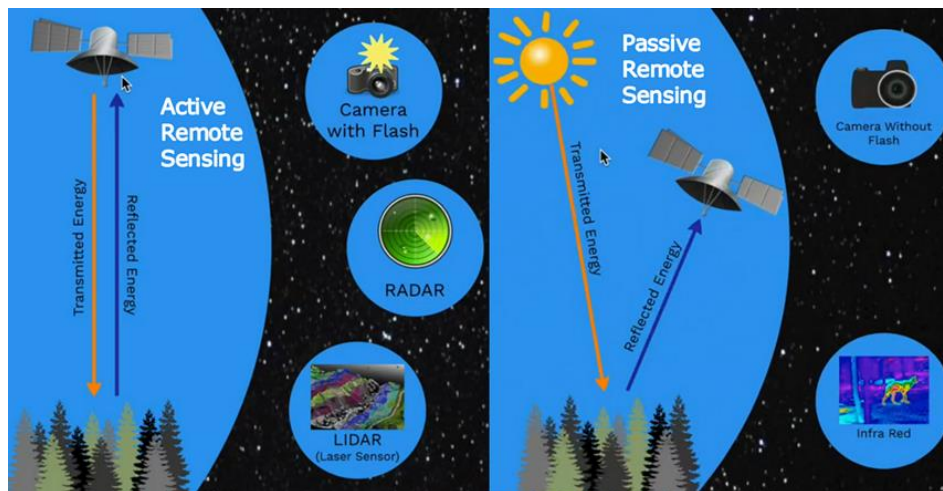 Active
Remote
Sensing
Transmitted Energy
Reflected Energy
Camera
with Flash
RADAR
LIDAR
(Laser Sensor)
Passive
Remote
Sensing
Transmitted Energy
Reflected Energy
Camera Without
Flash
Infra Red